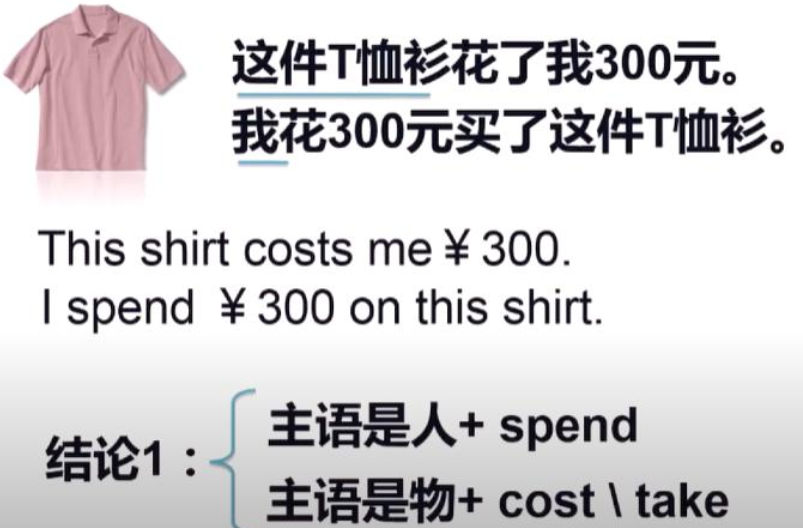 这件T恤衫花了我300元。
我花300元买了这件T恤衫。
This shirt costs me￥300.
I spend ￥300 on this shirt.
结论1：
主语是人+ spend
主语是物+ cost \ take